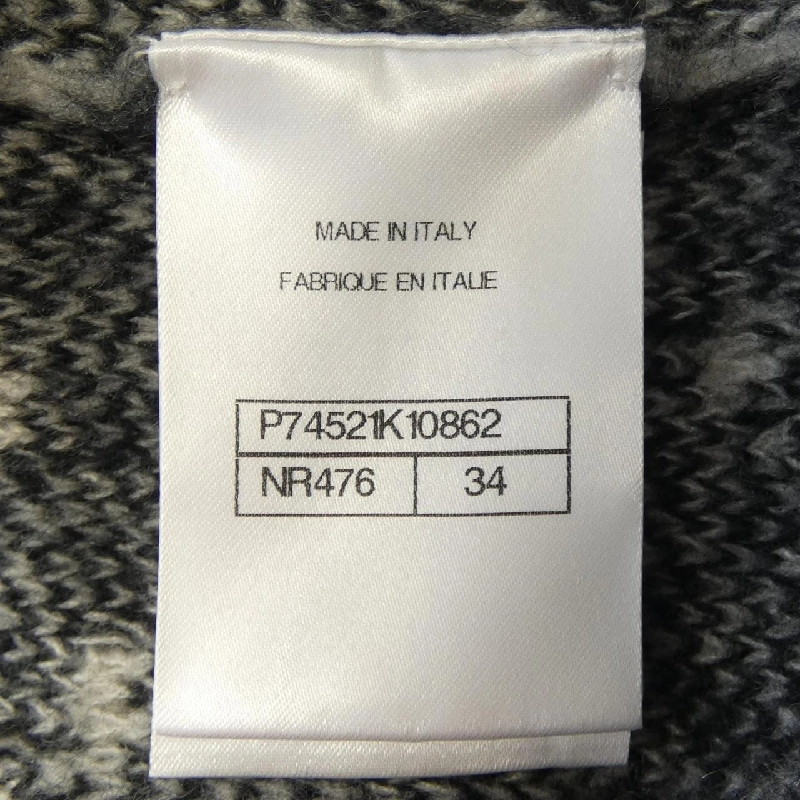 MADE IN ITALY
FABRIQUE EN ITALIE
P74521K10862
NR476 34